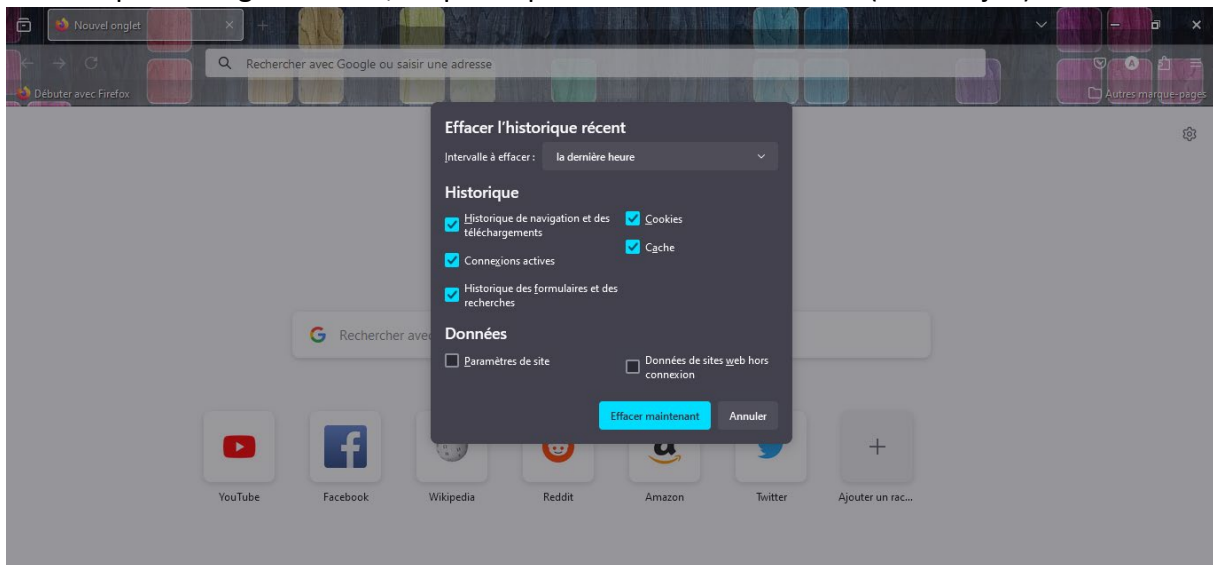 Nouvel onglet
Rechercher avec Google ou saisir une adresse
Débuter avec Firefox
Autres marque-pages
Effacer l'historique récent
Intervalle à effacer : la dernière heure
Historique
Historique de navigation et des
téléchargements
Cookies
Cache
Connexions actives
Historique des formulaires et des
recherches
Rechercher avec
Données
Paramètres de site
Données de sites web hors
connexion
Effacer maintenant Annuler
YouTube Facebook Wikipedia Reddit Amazon Twitter Ajouter un rac...